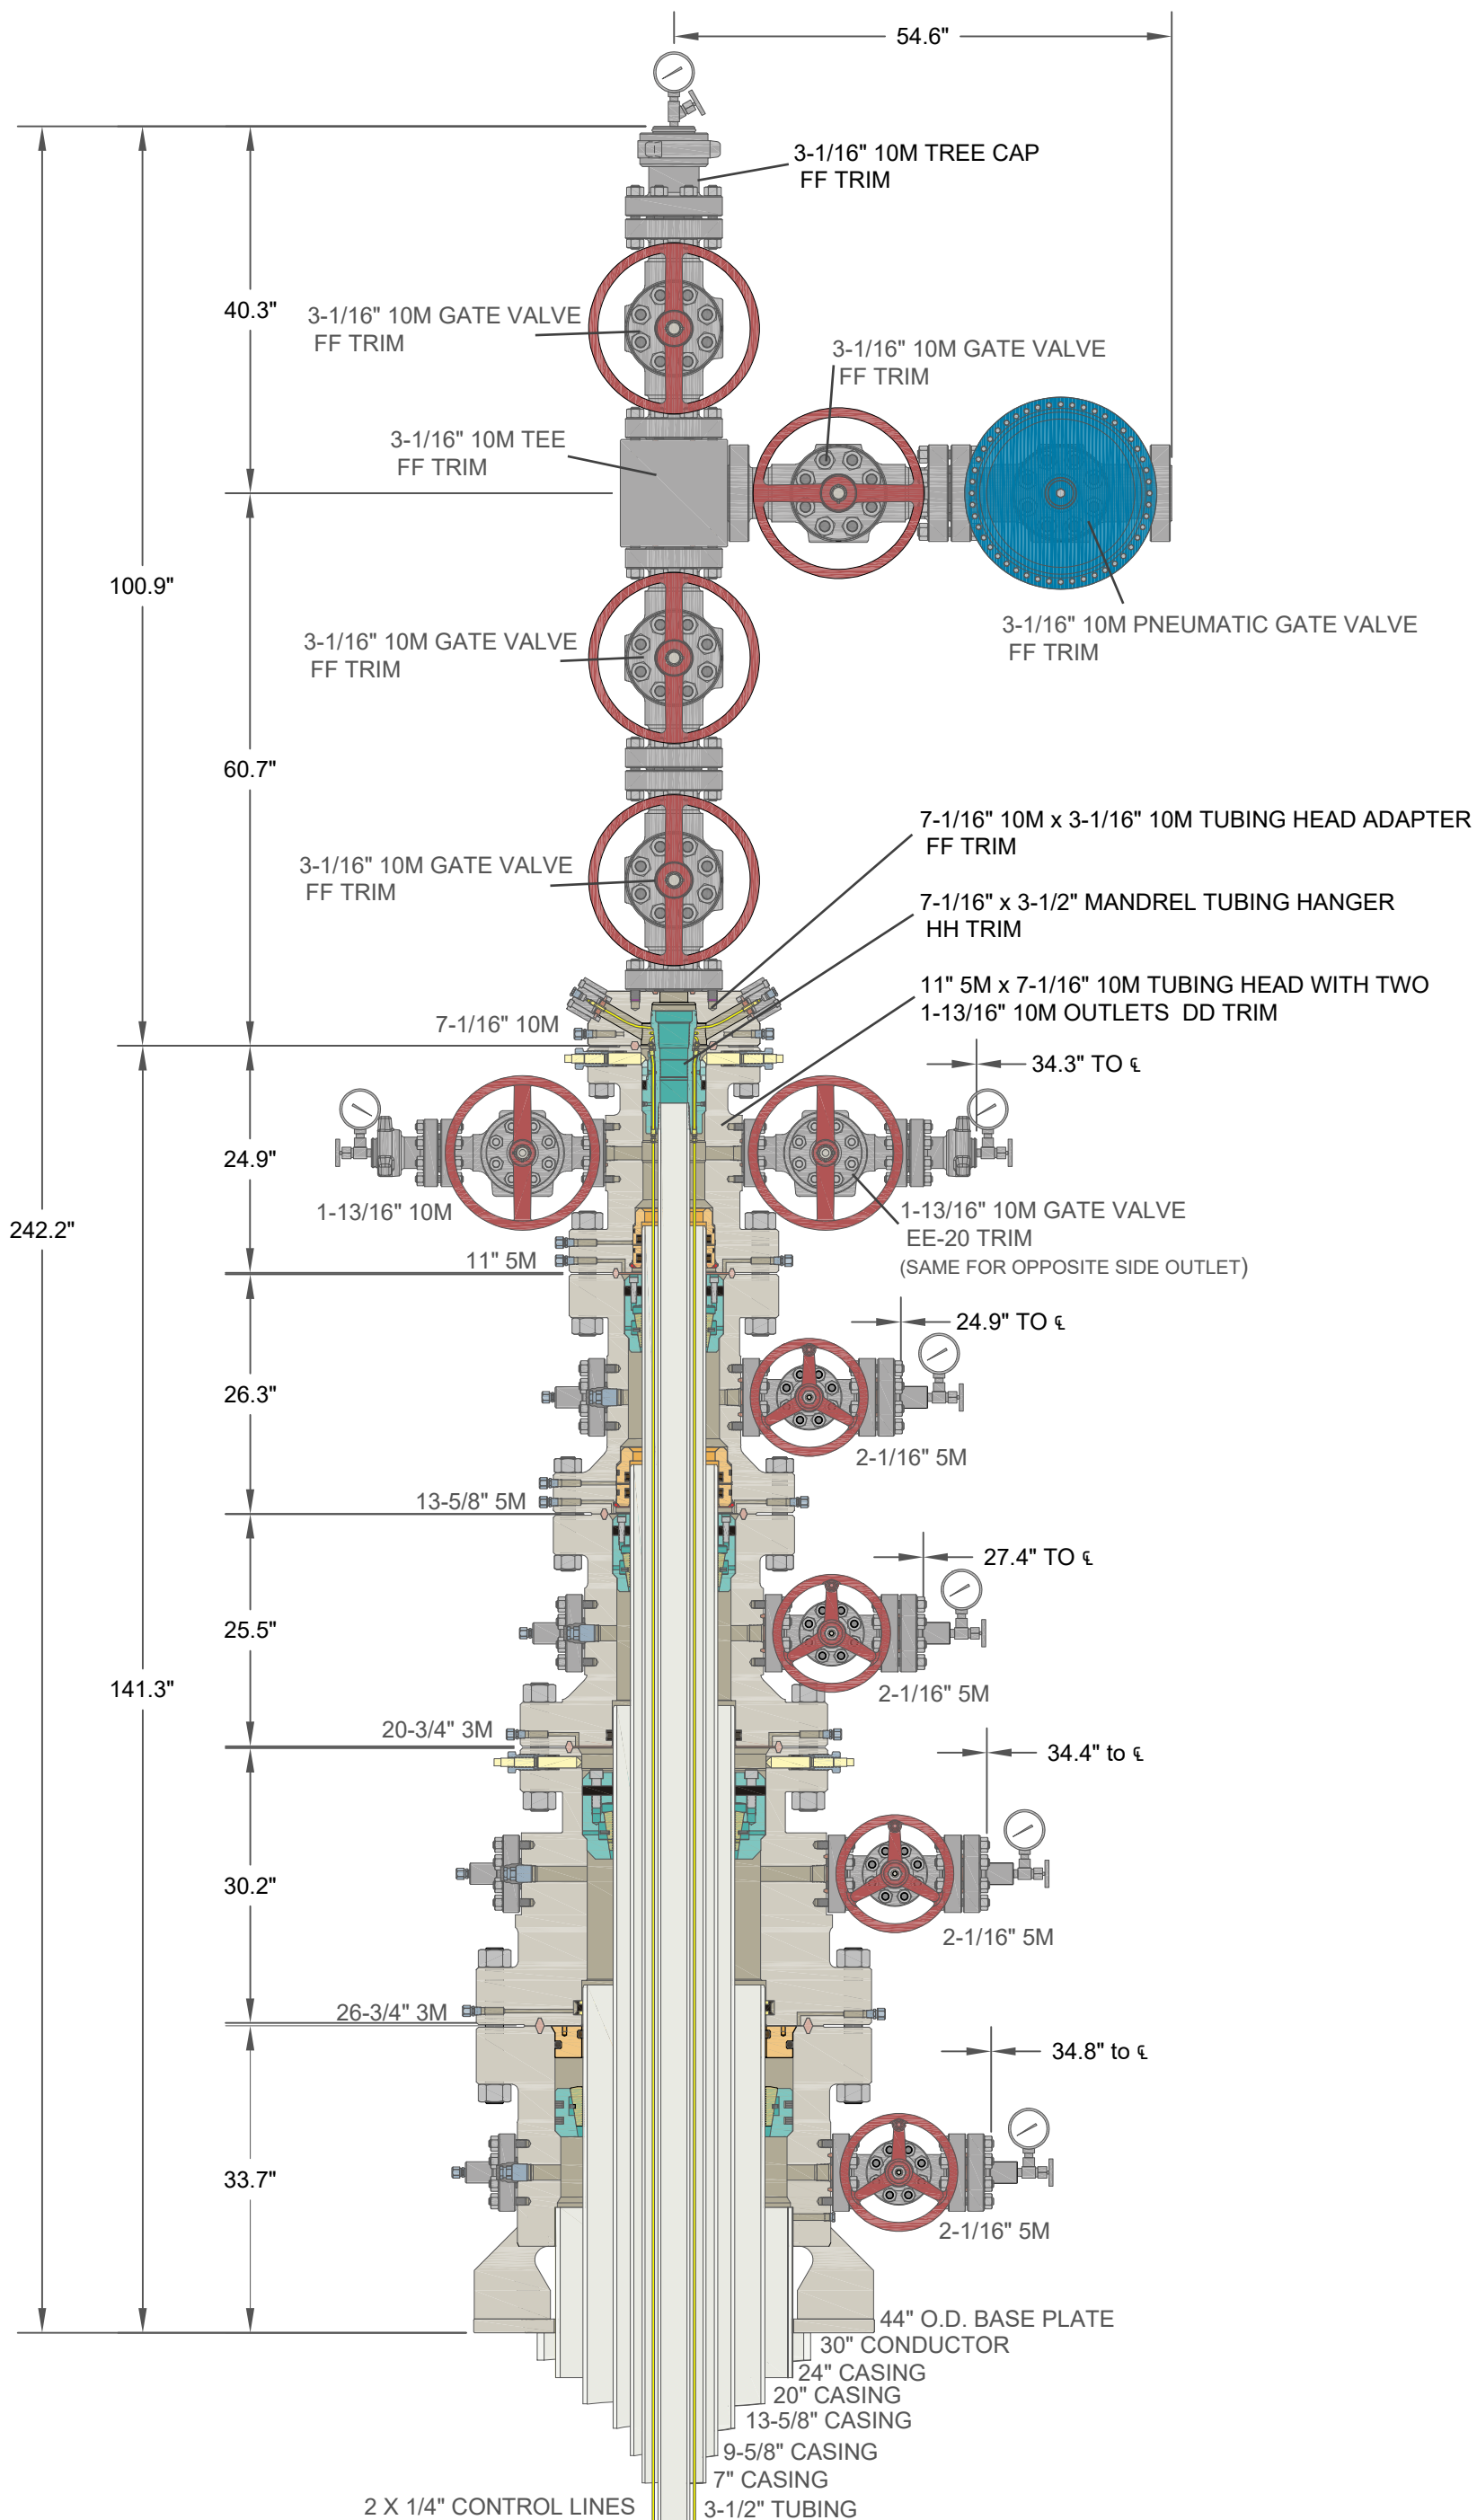 54.6"
3-1/16" 10M TREE CAP
FF TRIM
40.3"
3-1/16" 10M GATE VALVE
FF TRIM
3-1/16" 10M GATE VALVE
FF TRIM
3-1/16" 10M TEE
FF TRIM
100.9"
3-1/16" 10M PNEUMATIC GATE VALVE
FF TRIM
3-1/16" 10M GATE VALVE
FF TRIM
60.7"
7-1/16" 10M x 3-1/16" 10M TUBING HEAD ADAPTER
FF TRIM
3-1/16" 10M GATE VALVE
FF TRIM
7-1/16" x 3-1/2" MANDREL TUBING HANGER
HH TRIM
11" 5M x 7-1/16" 10M TUBING HEAD WITH TWO
1-13/16" 10M OUTLETS DD TRIM
7-1/16" 10M
34.3" TO ℄
24.9"
1-13/16" 10M
1-13/16" 10M GATE VALVE
EE-20 TRIM
(SAME FOR OPPOSITE SIDE OUTLET)
242.2"
11" 5M
24.9" TO ℄
26.3"
2-1/16" 5M
13-5/8" 5M
27.4" TO ℄
25.5"
141.3"
2-1/16" 5M
20-3/4" 3M
34.4" to ℄
30.2"
2-1/16" 5M
26-3/4" 3M
34.8" to ℄
33.7"
2-1/16" 5M
44" O.D. BASE PLATE
30" CONDUCTOR
24" CASING
20" CASING
13-5/8" CASING
9-5/8" CASING
7" CASING
2 X 1/4" CONTROL LINES
3-1/2" TUBING